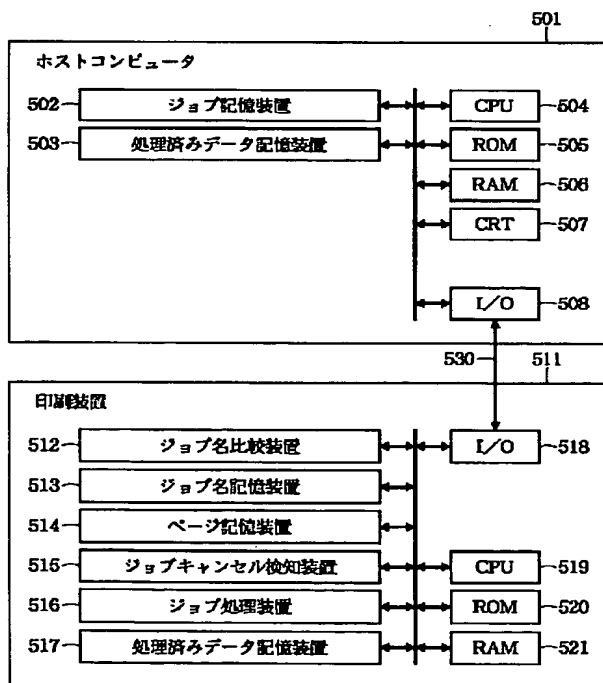 501
ホストコンピュータ
502 ジョブ記憶装置 CPU 504
503 処理済みデータ記憶装置 ROM 505
RAM 506
CRT 507
I/O 508
530 511
印刷装置
512 ジョブ名比較装置 I/O 518
513 ジョブ名記憶装置
514 ページ記憶装置
515 ジョブキャンセル検知装置 CPU 519
516 ジョブ処理装置 ROM 520
517 処理済みデータ記憶装置 RAM 521